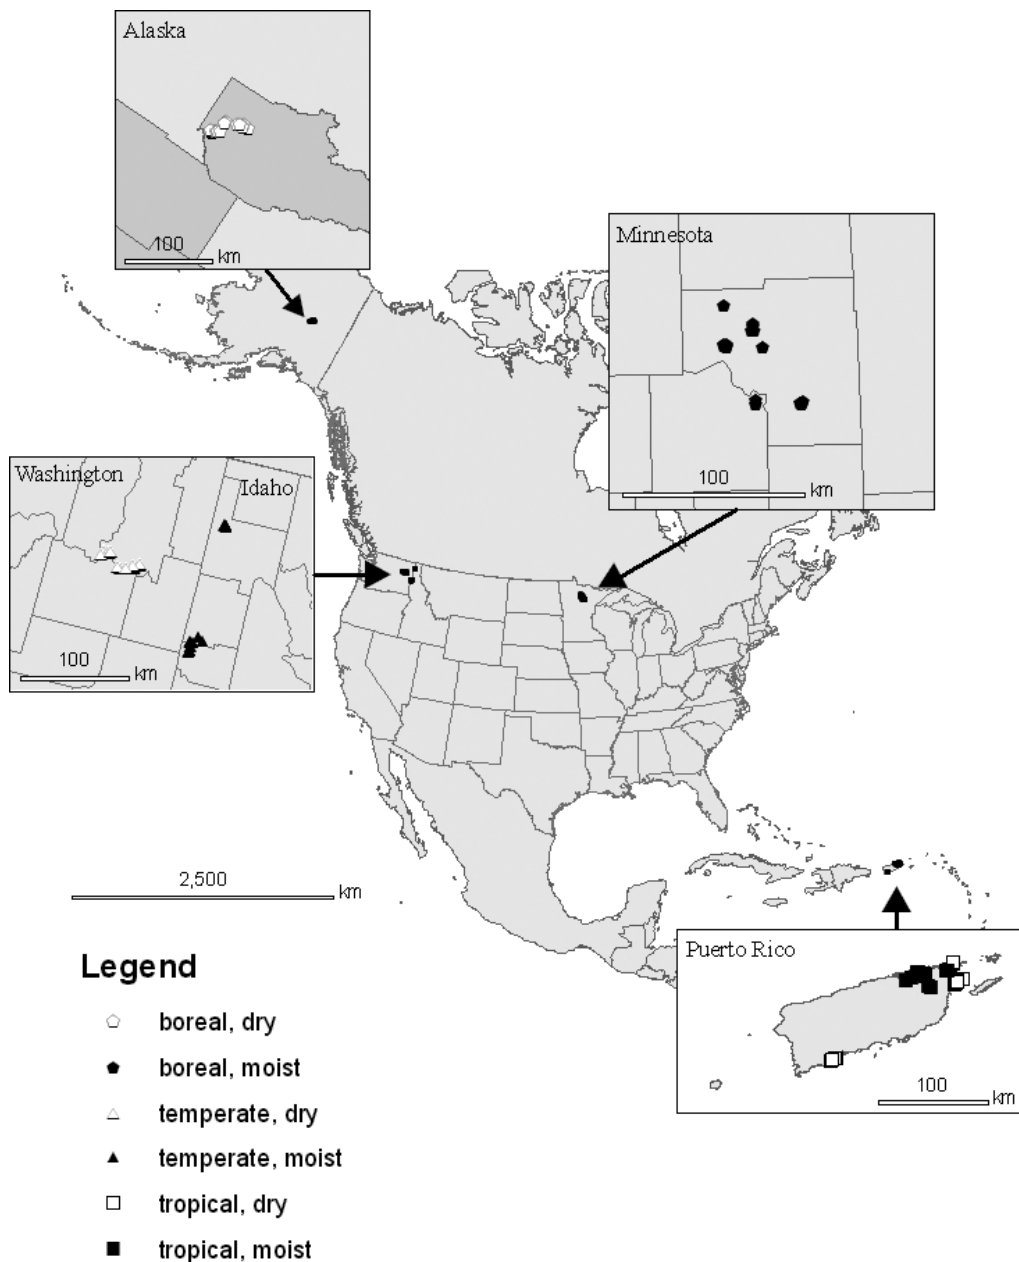 Alaska
100
km
Minnesota
100
km
Washington
Idaho
100
km
2,500
km
Puerto Rico
100
km
Legend
boreal, dry
boreal, moist
temperate, dry
temperate, moist
tropical, dry
tropical, moist